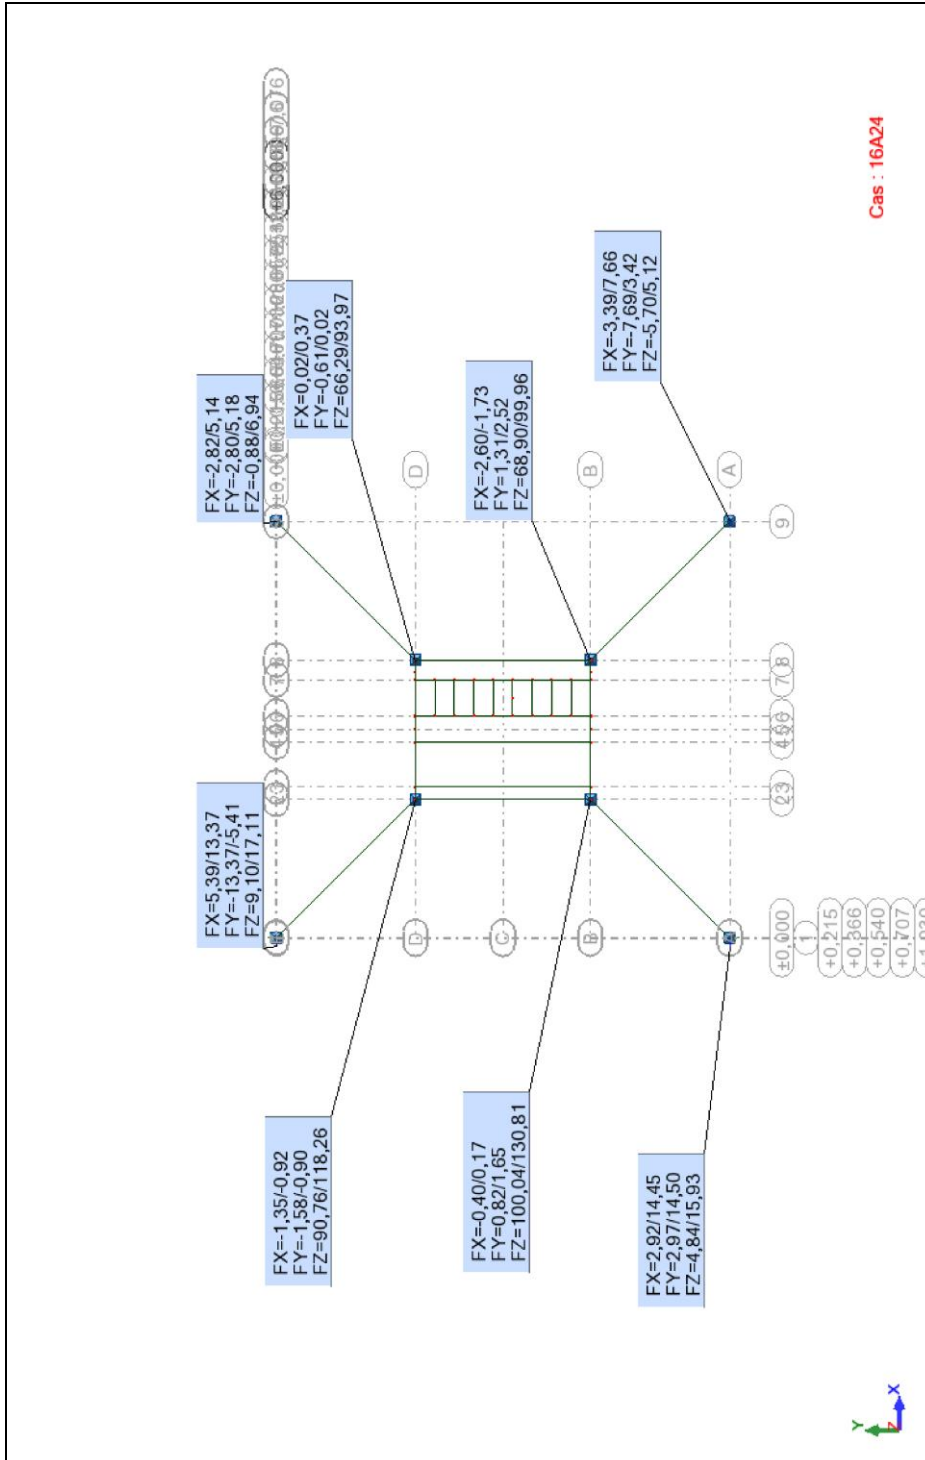 FX=5,39/13,37
FY=-13,37/-5,41
FZ=9,10/17,11
FX=-2,82/5,14
FY=-2,80/5,18
FZ=-0,88/6,94
FX=0,02/0,37
FY=-0,61/0,02
FZ=66,29/93,97
FX=-1,35/-0,92
FY=-1,58/-0,90
FZ=90,76/118,26
FX=-2,60/-1,73
FY=1,31/2,52
FZ=68,90/99,96
FX=-0,40/0,17
FY=0,82/1,65
FZ=100,04/130,81
FX=-3,39/7,66
FY=-7,69/3,42
FZ=-5,70/5,12
FX=2,92/14,45
FY=2,97/14,50
FZ=4,84/15,93
D
D
C
B
B
A
1
2
3
4
5
6
7
8
9
±0,000
+0,215
+0,366
+0,540
+0,707
Cas : 16A24
Y
X
Z